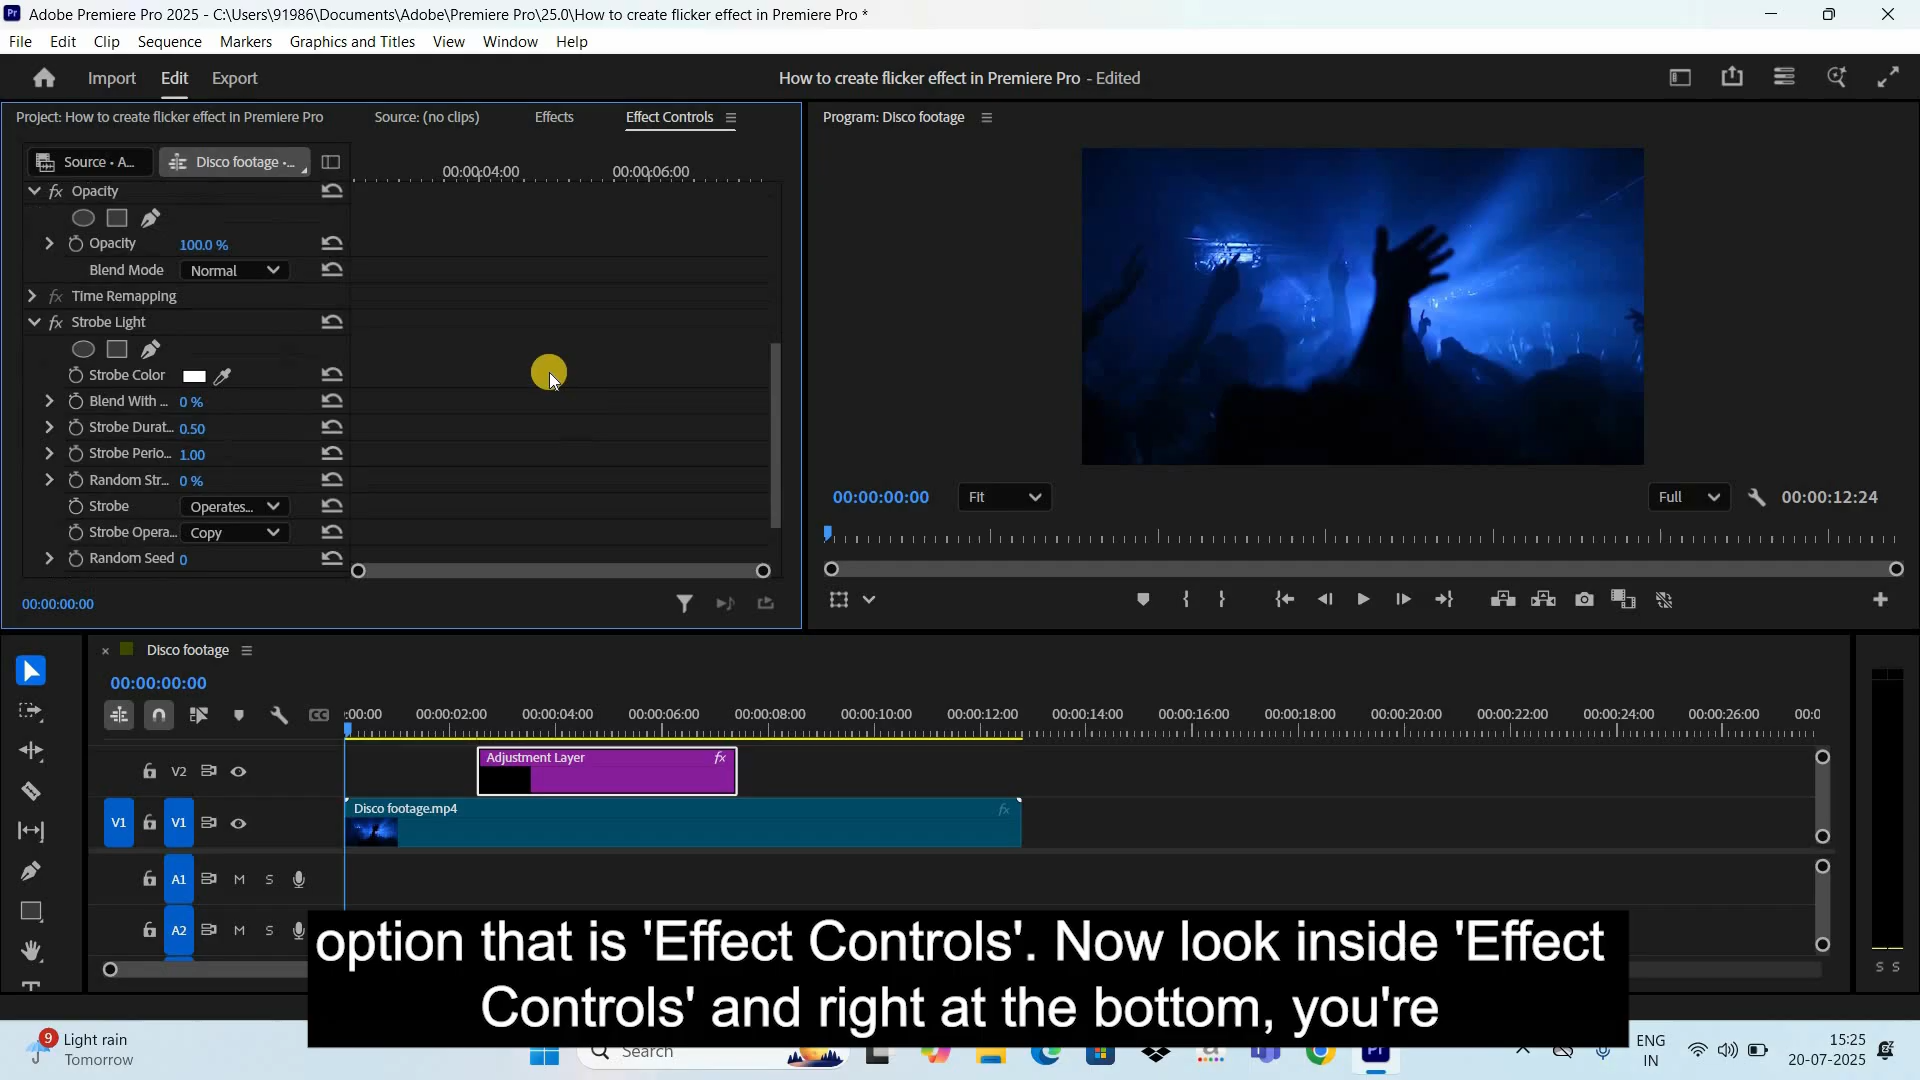 Adobe Premiere Pro 2025 - C:\Users\91986\Documents\Adobe\Premiere Pro\25.0\How to create flicker effect in Premiere Pro *
File Edit Clip Sequence Markers Graphics and Titles View Window Help
Import Edit Export
How to create flicker effect in Premiere Pro - Edited
Project: How to create flicker effect in Premiere Pro
Source: (no clips)
Effects
Effect Controls
Source • A...
Disco footage •...
00:00:04:00
00:00:06:00
fx Opacity
Opacity 100.0 %
Blend Mode Normal
fx Time Remapping
fx Strobe Light
Strobe Color
Blend With ... 0 %
Strobe Durat... 0.50
Strobe Perio... 1.00
Random Str... 0 %
Strobe Operates...
Strobe Opera... Copy
Random Seed 0
00:00:00:00
Program: Disco footage
00:00:00:00
Fit
Full
00:00:12:24
Disco footage
00:00:00:00
:00:00 00:00:02:00 00:00:04:00 00:00:06:00 00:00:08:00 00:00:10:00 00:00:12:00 00:00:14:00 00:00:16:00 00:00:18:00 00:00:20:00 00:00:22:00 00:00:24:00 00:00:26:00 00:0
V2
Adjustment Layer fx
V1 V1
Disco footage.mp4 fx
A1 M S
A2 M S
S S
option that is 'Effect Controls'. Now look inside 'Effect
Controls' and right at the bottom, you're
9
Light rain
Tomorrow
Search
Pr
ENG
IN
15:25
20-07-2025